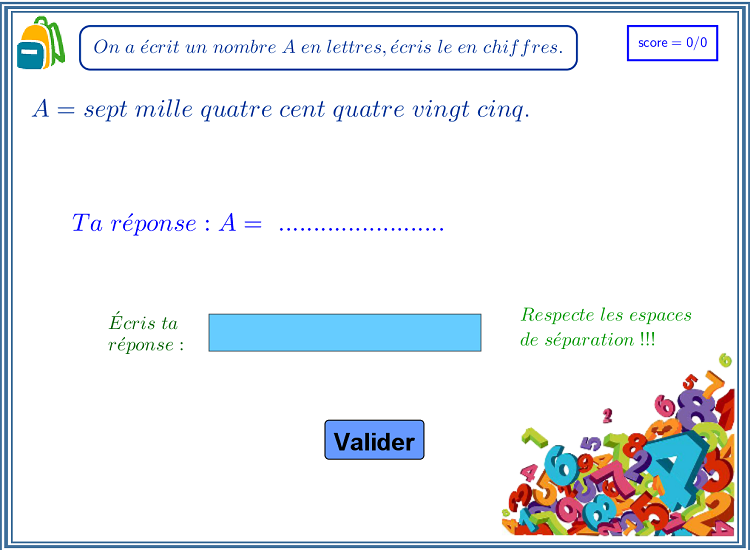 On a écrit un nombre A en lettres, écris le en chiffres.
score = 0/0
A = sept mille quatre cent quatre vingt cinq.
Ta réponse : A = ........................
Écris ta
réponse :
Respecte les espaces
de séparation !!!
Valider